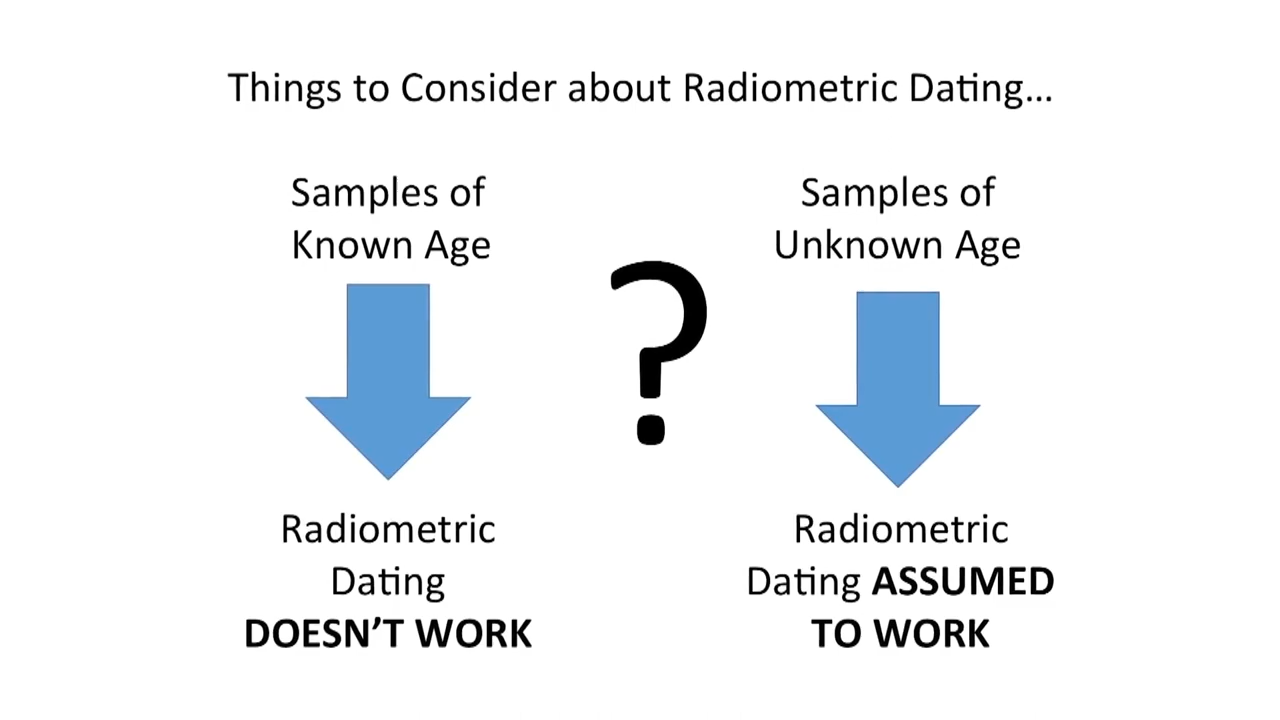 Things to Consider about Radiometric Dating...
Samples of
Known Age
Samples of
Unknown Age
?
Radiometric
Dating
DOESN'T WORK
Radiometric
Dating ASSUMED
TO WORK